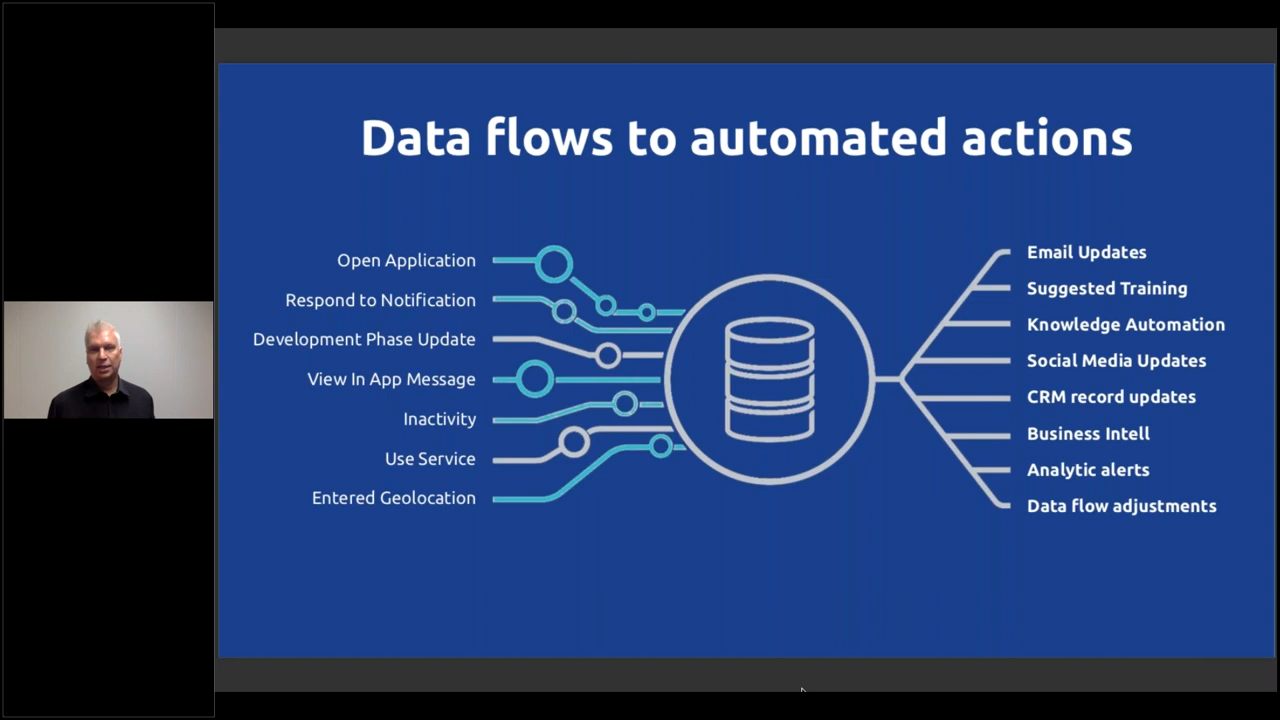 Data flows to automated actions
Open Application
Respond to Notification
Development Phase Update
View In App Message
Inactivity
Use Service
Entered Geolocation
Email Updates
Suggested Training
Knowledge Automation
Social Media Updates
CRM record updates
Business Intell
Analytic alerts
Data flow adjustments